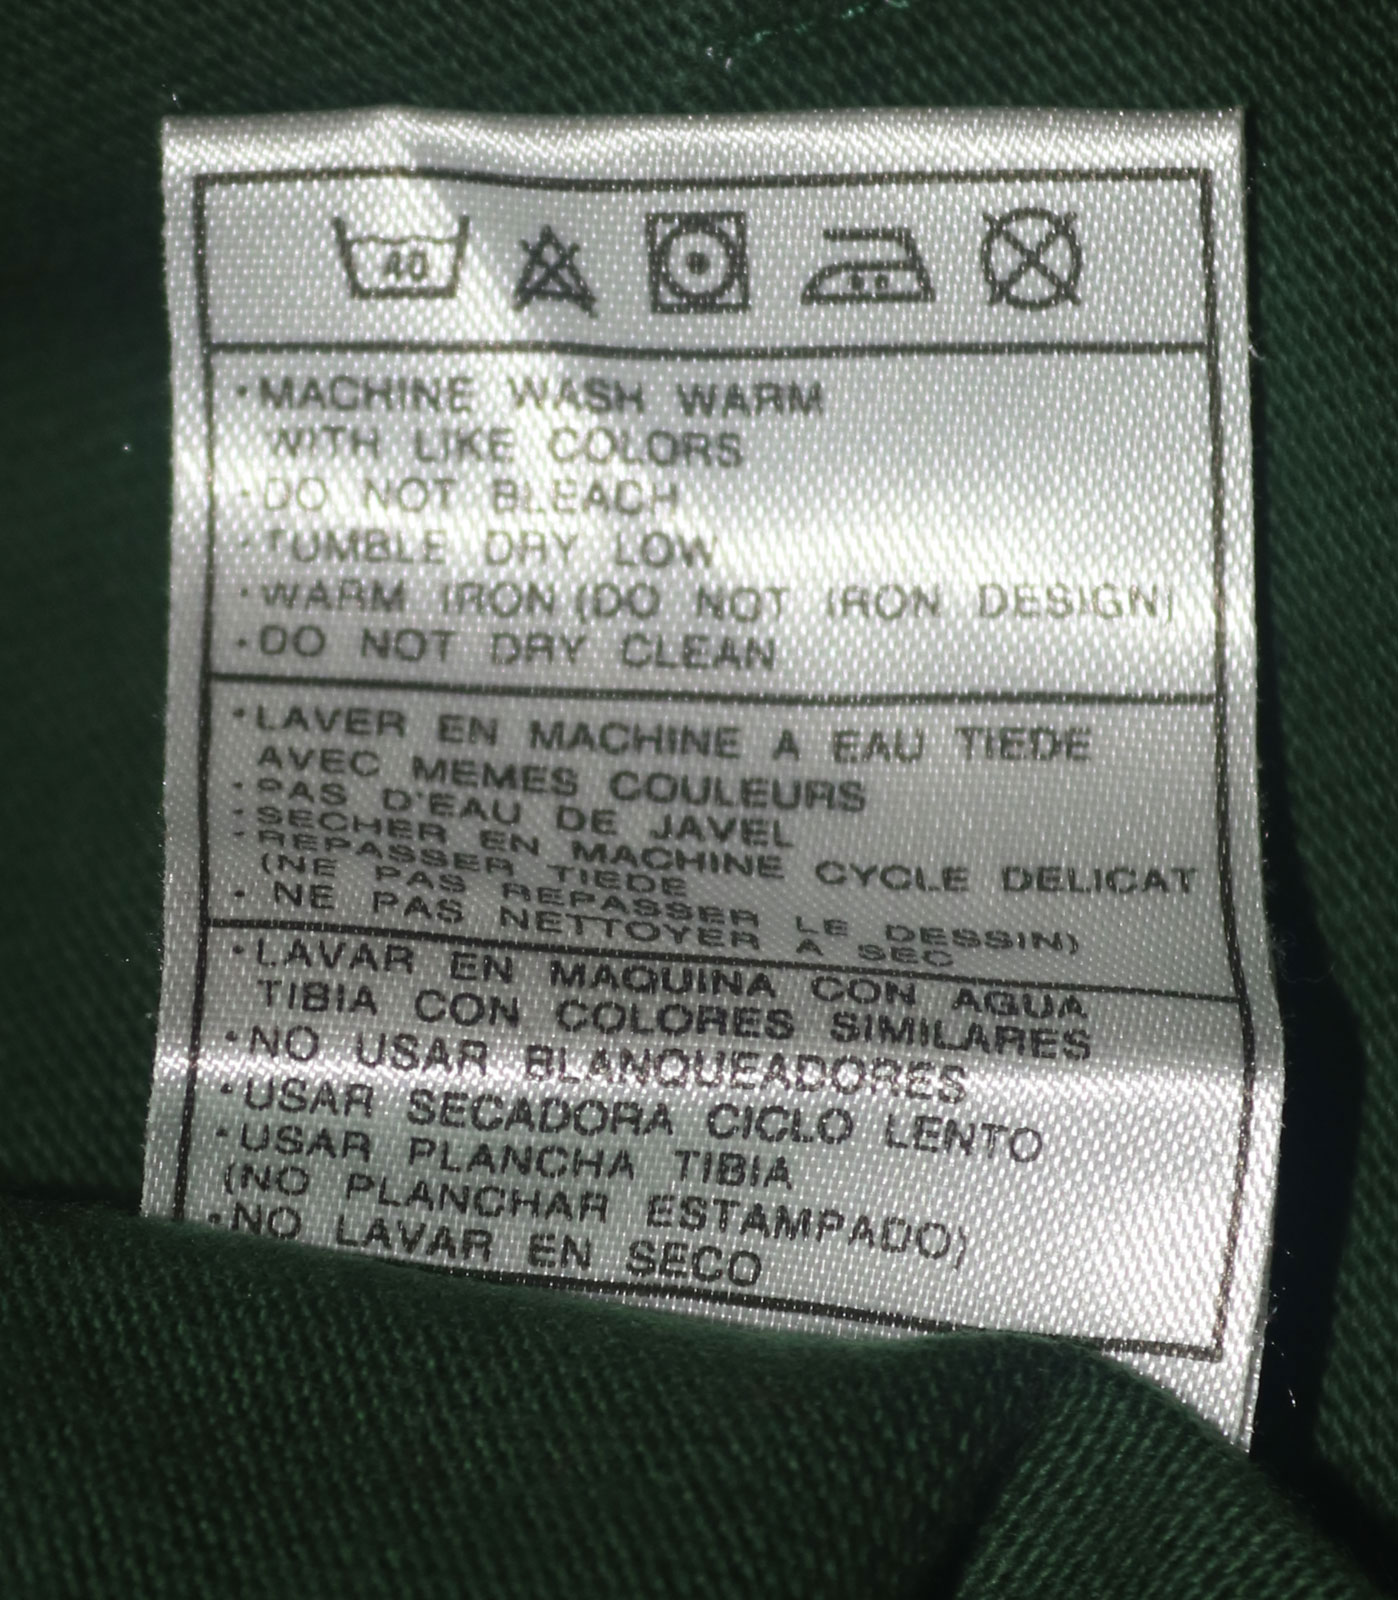 40
· MACHINE WASH WARM
WITH LIKE COLORS
· DO NOT BLEACH
· TUMBLE DRY LOW
· WARM IRON (DO NOT IRON DESIGN)
· DO NOT DRY CLEAN
· LAVER EN MACHINE A EAU TIEDE
AVEC MEMES COULEURS
· PAS D'EAU DE JAVEL
· SECHER EN MACHINE CYCLE DELICAT
· REPASSER TIEDE
(NE PAS REPASSER LE DESSIN)
· NE PAS NETTOYER A SEC
· LAVAR EN MAQUINA CON AGUA
TIBIA CON COLORES SIMILARES
· NO USAR BLANQUEADORES
· USAR SECADORA CICLO LENTO
· USAR PLANCHA TIBIA
(NO PLANCHAR ESTAMPADO)
· NO LAVAR EN SECO